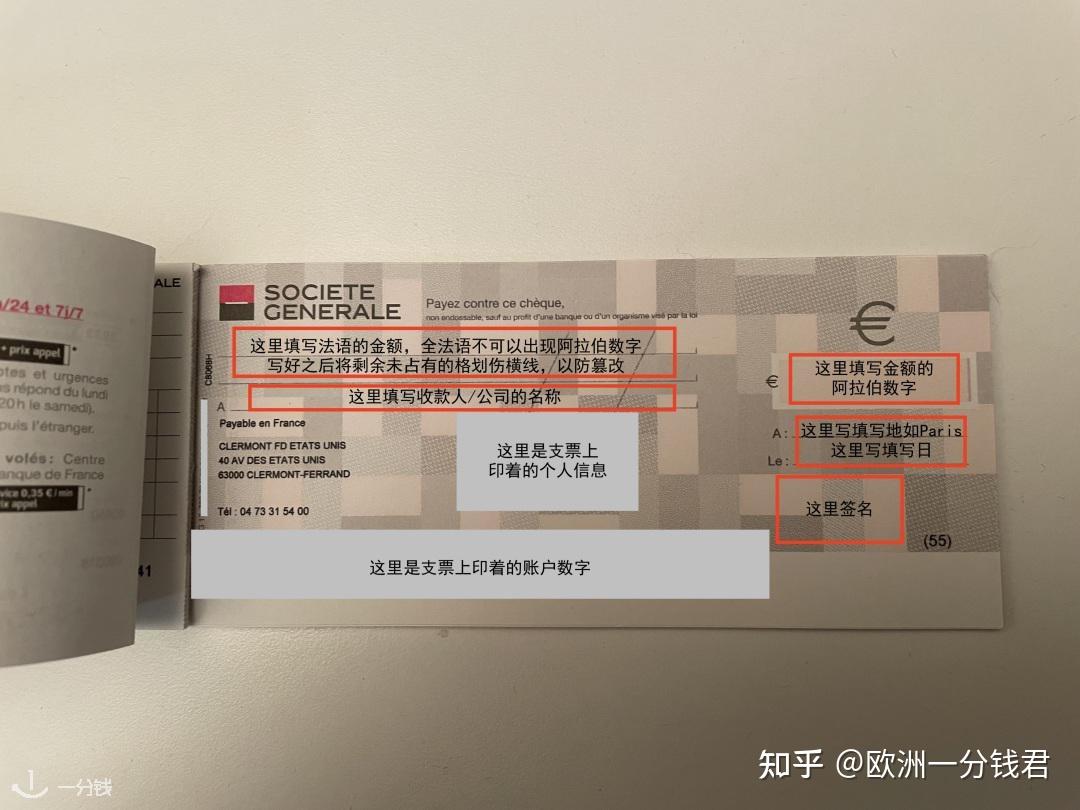 ALE
/24 et 7j/7
prix appel
tes et urgences
s répond du lundi
20h le samedi).
puis l'étranger.
votés : Centre
anque de France
vice 0,35 € / min
ix appel
41
SOCIETE
GENERALE
Payez contre ce chèque,
non endossable, sauf au profit d'une banque ou d'un organisme visé par la loi
€
这里填写法语的金额，全法语不可以出现阿拉伯数字
写好之后将剩余未占有的格划伤横线，以防篡改
€
这里填写金额的
阿拉伯数字
A
这里填写收款人/公司的名称
Payable en France
CLERMONT FD ETATS UNIS
40 AV DES ETATS UNIS
63000 CLERMONT-FERRAND
Tél : 04 73 31 54 00
这里是支票上
印着的个人信息
A : 这里写填写地如Paris
Le : 这里写填写日
这里签名
(55)
这里是支票上印着的账户数字
知乎 @欧洲一分钱君
一分钱